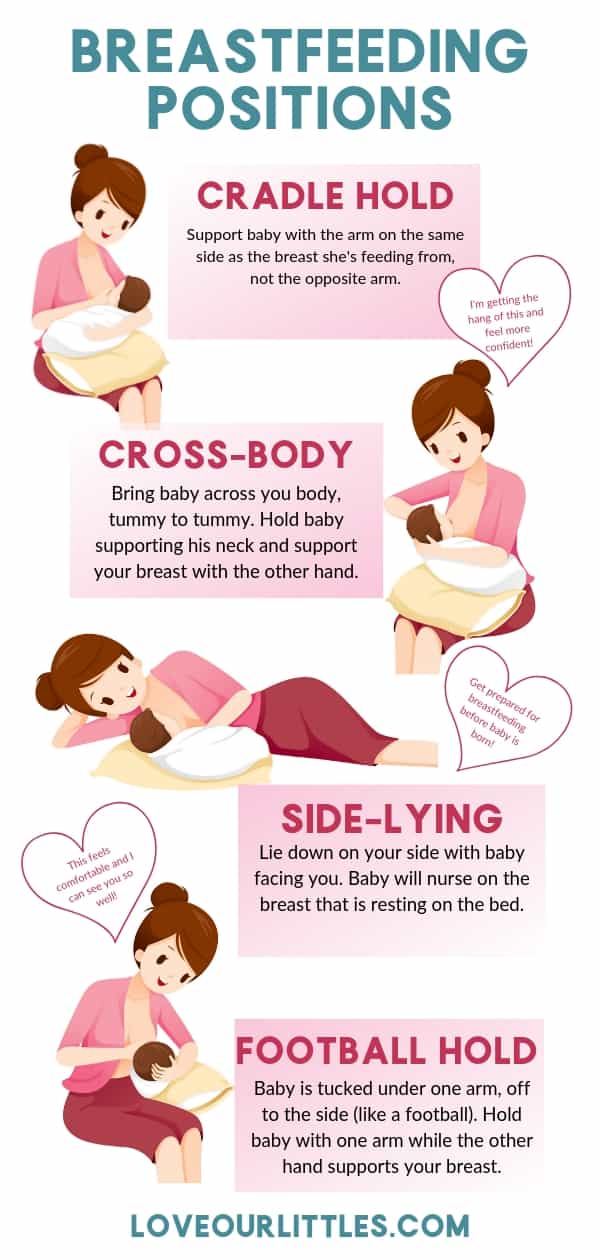 BREASTFEEDING
POSITIONS
CRADLE HOLD
Support baby with the arm on the same
side as the breast she's feeding from,
not the opposite arm.
I'm getting the
hang of this and
feel more
confident!
CROSS-BODY
Bring baby across you body,
tummy to tummy. Hold baby
supporting his neck and support
your breast with the other hand.
Get prepared for
breastfeeding
before baby is
born!
SIDE-LYING
Lie down on your side with baby
facing you. Baby will nurse on the
breast that is resting on the bed.
This feels
comfortable and I
can see you so
well!
FOOTBALL HOLD
Baby is tucked under one arm, off
to the side (like a football). Hold
baby with one arm while the other
hand supports your breast.
LOVEOURLITTLES.COM